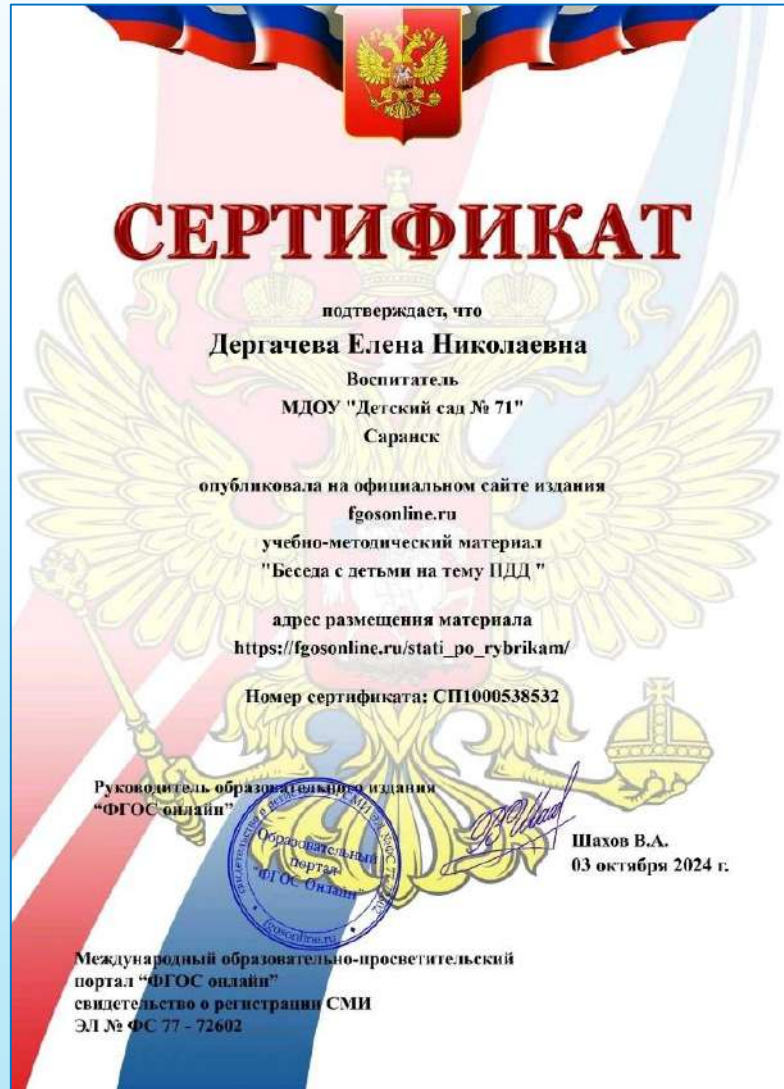 СЕРТИФИКАТ
подтверждает, что
Дергачева Елена Николаевна
Воспитатель
МДОУ "Детский сад № 71"
Саранск
опубликовала на официальном сайте издания
fgosonline.ru
учебно-методический материал
"Беседа с детьми на тему ПДД "
адрес размещения материала
https://fgosonline.ru/stati_po_rybrikam/
Номер сертификата: СП1000538532
Руководитель образовательного издания
“ФГОС онлайн”
Образовательный
портал
"ФГОС Онлайн"
fgosonline.ru
Шахов В.А.
03 октября 2024 г.
Международный образовательно-просветительский
портал “ФГОС онлайн”
свидетельство о регистрации СМИ
ЭЛ № ФС 77 - 72602